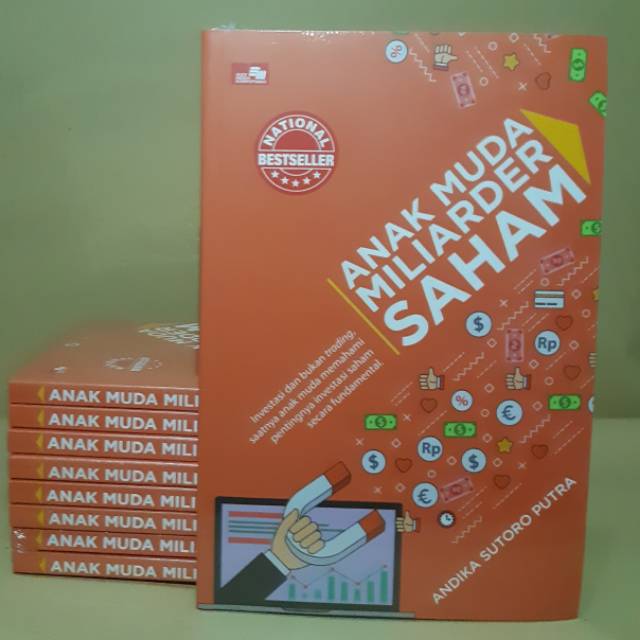 NATIONAL
BESTSELLER
ANAK MUDA
MILIARDER
SAHAM
Investasi dan bukan trading,
saatnya anak muda memahami
pentingnya investasi saham
secara fundamental.
Rp
Rp
ANDIKA SUTORO PUTRA
ANAK MUDA MILI
ANAK MUDA MILI
ANAK MUDA MILI
ANAK MUDA MILI
ANAK MUDA MILI
ANAK MUDA MILI
ANAK MUDA MILI
ANAK MUDA MILI